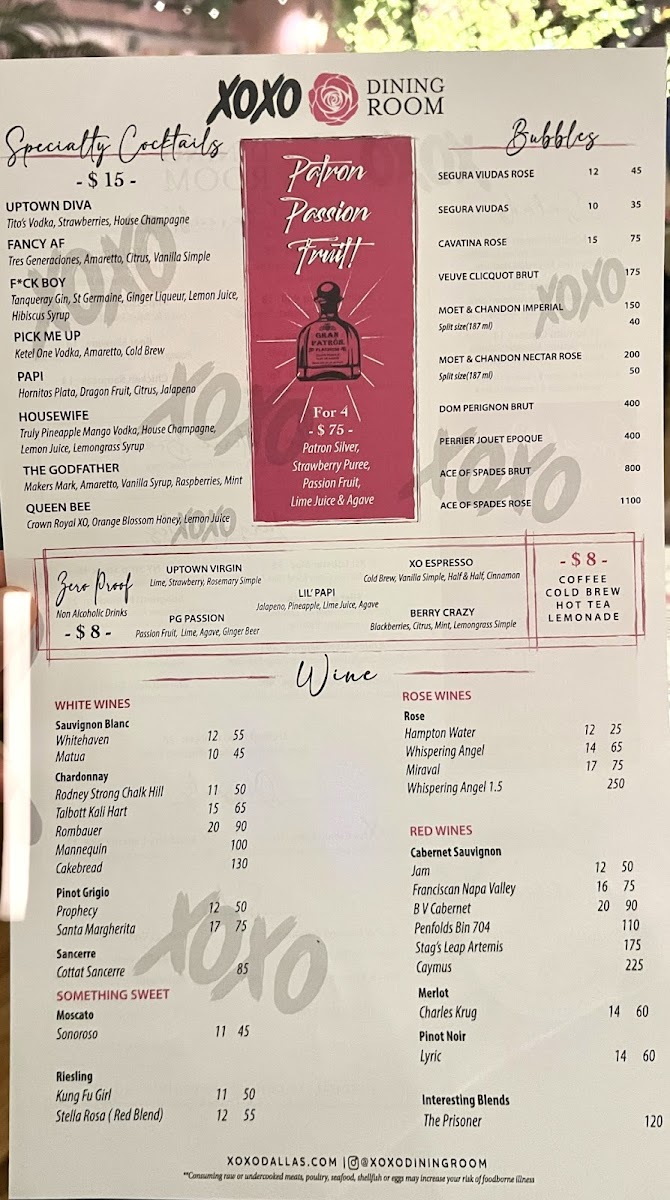 XOXO DINING ROOM
Specialty Cocktails
- $ 15 -
UPTOWN DIVA
Tito's Vodka, Strawberries, House Champagne
FANCY AF
Tres Generaciones, Amaretto, Citrus, Vanilla Simple
F*CK BOY
Tanqueray Gin, St Germaine, Ginger Liqueur, Lemon Juice,
Hibiscus Syrup
PICK ME UP
Ketel One Vodka, Amaretto, Cold Brew
PAPI
Hornitos Plata, Dragon Fruit, Citrus, Jalapeno
HOUSEWIFE
Truly Pineapple Mango Vodka, House Champagne,
Lemon Juice, Lemongrass Syrup
THE GODFATHER
Makers Mark, Amaretto, Vanilla Syrup, Raspberries, Mint
QUEEN BEE
Crown Royal XO, Orange Blossom Honey, Lemon Juice
Patron
Passion
Fruit!
GRAN
PATRÓN
PLATINUM
For 4
- $ 75 -
Patron Silver,
Strawberry Puree,
Passion Fruit,
Lime Juice & Agave
Bubbles
SEGURA VIUDAS ROSE 12 45
SEGURA VIUDAS 10 35
CAVATINA ROSE 15 75
VEUVE CLICQUOT BRUT 175
MOET & CHANDON IMPERIAL 150
Split size(187 ml) 40
MOET & CHANDON NECTAR ROSE 200
Split size(187 ml) 50
DOM PERIGNON BRUT 400
PERRIER JOUET EPOQUE 400
ACE OF SPADES BRUT 800
ACE OF SPADES ROSE 1100
Zero Proof
Non Alcoholic Drinks
- $ 8 -
UPTOWN VIRGIN
Lime, Strawberry, Rosemary Simple
PG PASSION
Passion Fruit, Lime, Agave, Ginger Beer
LIL' PAPI
Jalapeno, Pineapple, Lime Juice, Agave
XO ESPRESSO
Cold Brew, Vanilla Simple, Half & Half, Cinnamon
BERRY CRAZY
Blackberries, Citrus, Mint, Lemongrass Simple
- $ 8 -
COFFEE
COLD BREW
HOT TEA
LEMONADE
Wine
WHITE WINES
Sauvignon Blanc
Whitehaven 12 55
Matua 10 45
Chardonnay
Rodney Strong Chalk Hill 11 50
Talbott Kali Hart 15 65
Rombauer 20 90
Mannequin 100
Cakebread 130
Pinot Grigio
Prophecy 12 50
Santa Margherita 17 75
Sancerre
Cottat Sancerre 85
SOMETHING SWEET
Moscato
Sonoroso 11 45
Riesling
Kung Fu Girl 11 50
Stella Rosa ( Red Blend) 12 55
ROSE WINES
Rose
Hampton Water 12 25
Whispering Angel 14 65
Miraval 17 75
Whispering Angel 1.5 250
RED WINES
Cabernet Sauvignon
Jam 12 50
Franciscan Napa Valley 16 75
B V Cabernet 20 90
Penfolds Bin 704 110
Stag's Leap Artemis 175
Caymus 225
Merlot
Charles Krug 14 60
Pinot Noir
Lyric 14 60
Interesting Blends
The Prisoner 120
XOXODALLAS.COM | @XOXODININGROOM
**Consuming raw or undercooked meats, poultry, seafood, shellfish or eggs may increase your risk of foodborne illness